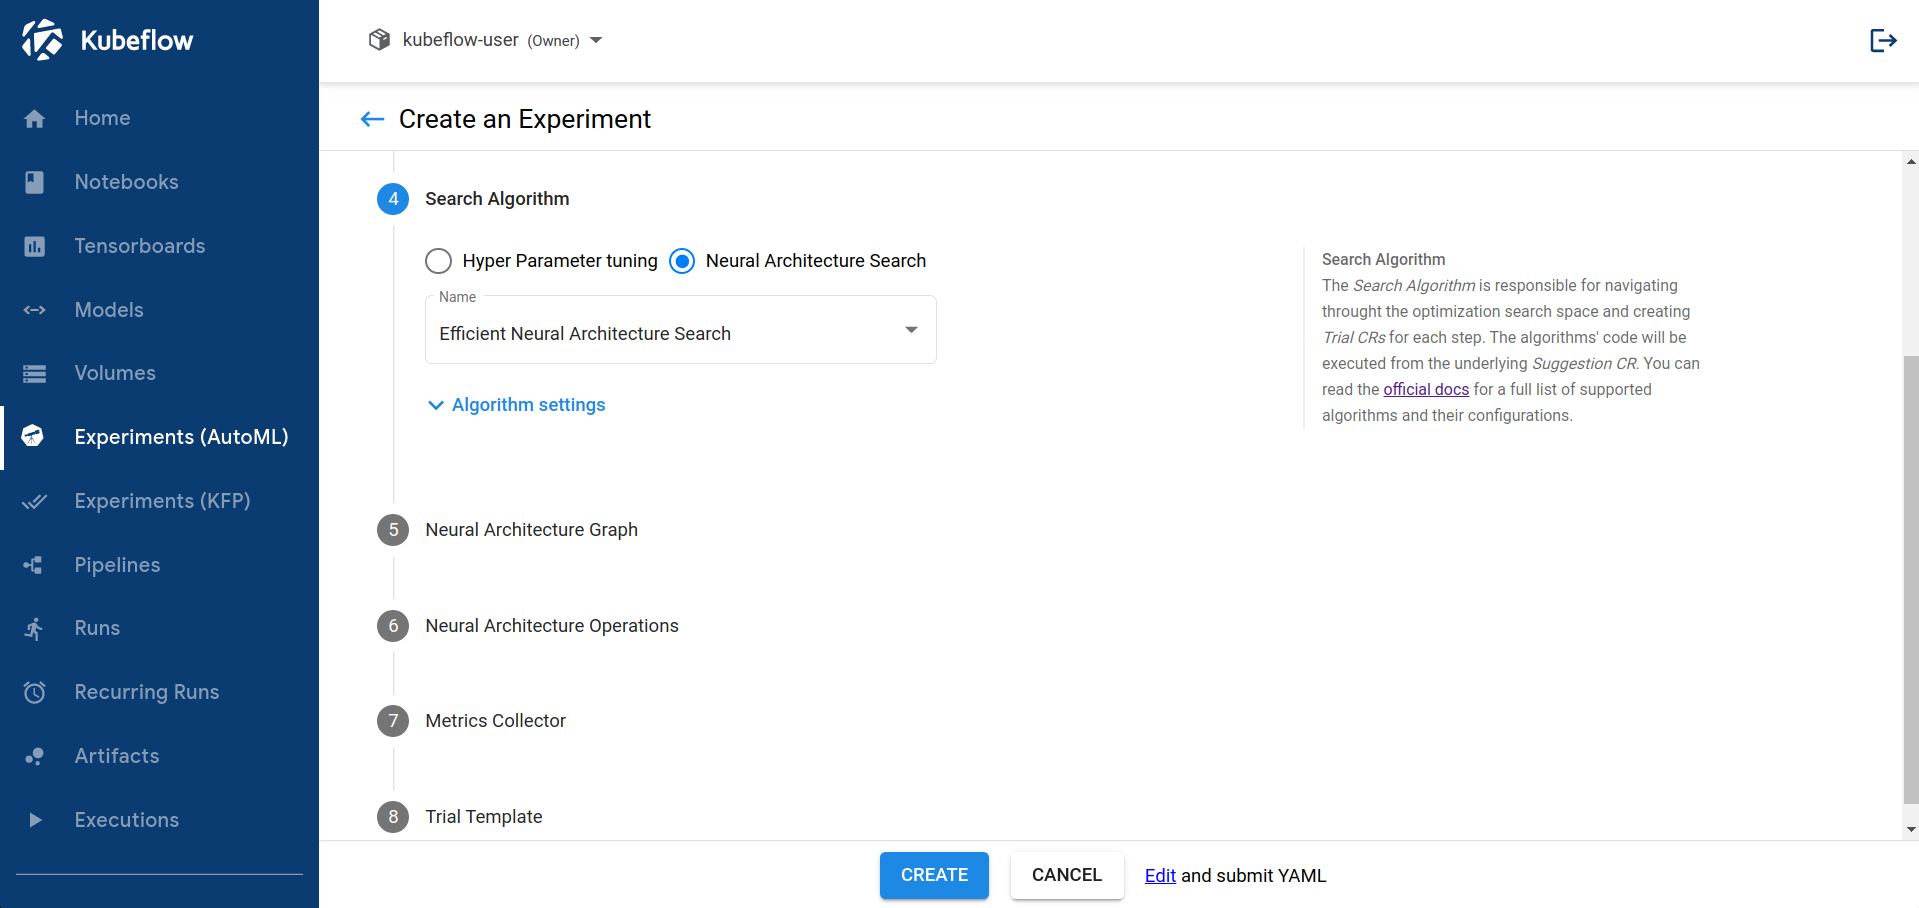 Kubeflow
Home
Notebooks
Tensorboards
Models
Volumes
Experiments (AutoML)
Experiments (KFP)
Pipelines
Runs
Recurring Runs
Artifacts
Executions
kubeflow-user (Owner)
Create an Experiment
4 Search Algorithm
Hyper Parameter tuning Neural Architecture Search
Name
Efficient Neural Architecture Search
Algorithm settings
Search Algorithm
The Search Algorithm is responsible for navigating
throught the optimization search space and creating
Trial CRs for each step. The algorithms' code will be
executed from the underlying Suggestion CR. You can
read the official docs for a full list of supported
algorithms and their configurations.
5 Neural Architecture Graph
6 Neural Architecture Operations
7 Metrics Collector
8 Trial Template
CREATE CANCEL Edit and submit YAML